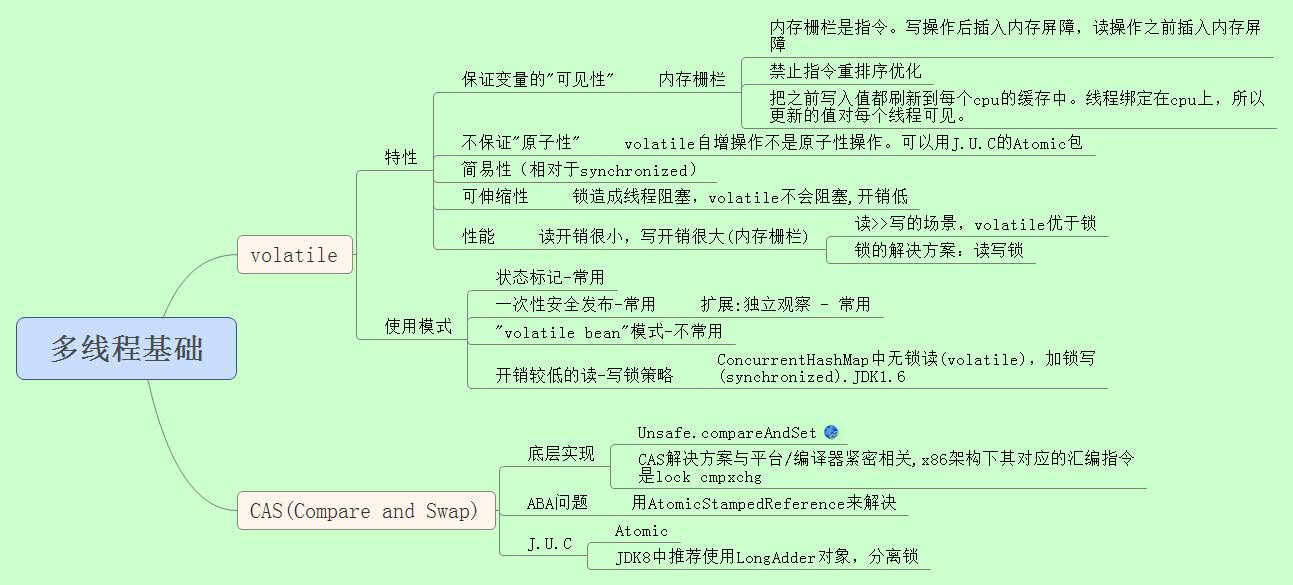 多线程基础
volatile
特性
保证变量的"可见性"
内存栅栏
内存栅栏是指令。写操作后插入内存屏障，读操作之前插入内存屏
障
禁止指令重排序优化
把之前写入值都刷新到每个cpu的缓存中。线程绑定在cpu上，所以
更新的值对每个线程可见。
不保证"原子性"
volatile自增操作不是原子性操作。可以用J.U.C的Atomic包
简易性（相对于synchronized）
可伸缩性
锁造成线程阻塞，volatile不会阻塞,开销低
性能
读开销很小，写开销很大(内存栅栏)
读>>写的场景，volatile优于锁
锁的解决方案：读写锁
使用模式
状态标记-常用
一次性安全发布-常用
扩展:独立观察 - 常用
"volatile bean"模式-不常用
开销较低的读-写锁策略
ConcurrentHashMap中无锁读(volatile)，加锁写
(synchronized).JDK1.6
CAS(Compare and Swap)
底层实现
Unsafe.compareAndSet
CAS解决方案与平台/编译器紧密相关,x86架构下其对应的汇编指令
是lock cmpxchg
ABA问题
用AtomicStampedReference来解决
J.U.C
Atomic
JDK8中推荐使用LongAdder对象，分离锁